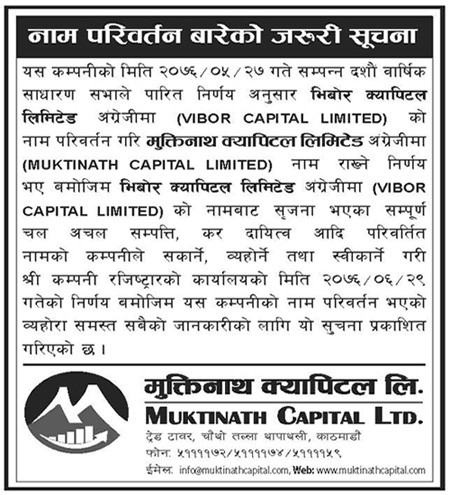 नाम परिवर्तन बारेको जरूरी सूचना
यस कम्पनीको मिति २०७६/०५/२७ गते सम्पन्न दशौं वार्षिक
साधारण सभाले पारित निर्णय अनुसार भिबोर क्यापिटल
लिमिटेड अंग्रेजीमा (VIBOR CAPITAL LIMITED) को
नाम परिवर्तन गरि मुक्तिनाथ क्यापिटल लिमिटेड अंग्रेजीमा
(MUKTINATH CAPITAL LIMITED) नाम राख्ने निर्णय
भए बमोजिम भिबोर क्यापिटल लिमिटेड अंग्रेजीमा (VIBOR
CAPITAL LIMITED) को नामबाट सृजना भएका सम्पूर्ण
चल अचल सम्पत्ति, कर दायित्व आदि परिवर्तित
नामको कम्पनीले सकार्ने, व्यहोर्ने तथा स्वीकार्ने गरी
श्री कम्पनी रजिष्ट्रारको कार्यालयको मिति २०७६/०६/२९
गतेको निर्णय बमोजिम यस कम्पनीको नाम परिवर्तन भएको
व्यहोरा समस्त सबैको जानकारीको लागि यो सूचना प्रकाशित
गरिएको छ ।
मुक्तिनाथ क्यापिटल लि.
MUKTINATH CAPITAL LTD.
ट्रेड टावर, चौथो तल्ला थापाथली, काठमाडौं
फोन: ५१११९७२/५१११९७४/५१११९५९
ईमेल: info@muktinathcapital.com, Web: www.muktinathcapital.com